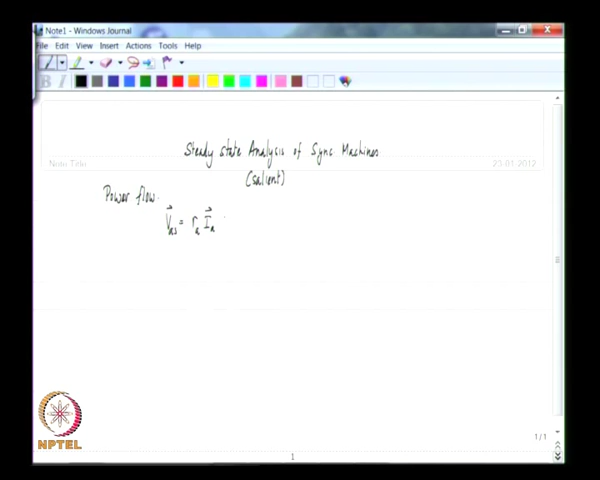 Note1 - Windows Journal
File Edit View Insert Actions Tools Help
B I
Steady state Analysis of Sync Machines
Note Title
23-01-2012
(salient)
Power flow.
V⃗as = ra I⃗a
NPTEL
1/1
1